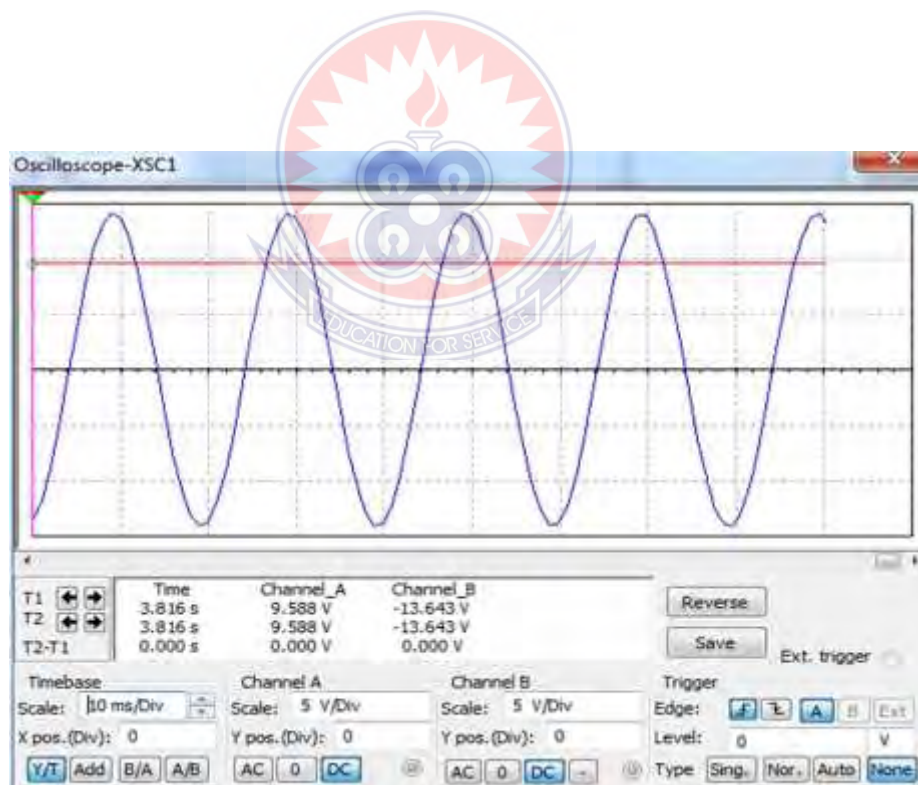 EDUCATION FOR SERVICE
Oscilloscope-XSC1
Time Channel_A Channel_B
T1 3.816 s 9.588 V -13.643 V
T2 3.816 s 9.588 V -13.643 V
T2-T1 0.000 s 0.000 V 0.000 V
Reverse
Save
Ext. trigger
Timebase
Scale: 10 ms/Div
X pos.(Div): 0
Y/T Add B/A A/B
Channel A
Scale: 5 V/Div
Y pos.(Div): 0
AC 0 DC
Channel B
Scale: 5 V/Div
Y pos.(Div): 0
AC 0 DC -
Trigger
Edge: A B Ext
Level: 0 V
Type Sing. Nor. Auto None